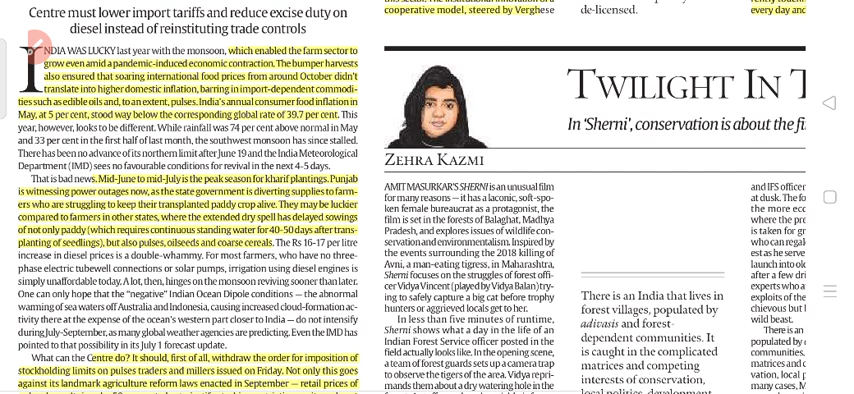 Centre must lower import tariffs and reduce excise duty on
diesel instead of reinstituting trade controls
INDIA WAS LUCKY last year with the monsoon, which enabled the farm sector to
grow even amid a pandemic-induced economic contraction. The bumper harvests
also ensured that soaring international food prices from around October didn't
translate into higher domestic inflation, barring in import-dependent commodi-
ties such as edible oils and, to an extent, pulses. India's annual consumer food inflation in
May, at 5 per cent, stood way below the corresponding global rate of 39.7 per cent. This
year, however, looks to be different. While rainfall was 74 per cent above normal in May
and 33 per cent in the first half of last month, the southwest monsoon has since stalled.
There has been no advance of its northern limit after June 19 and the India Meteorological
Department (IMD) sees no favourable conditions for revival in the next 4-5 days.
That is bad news. Mid-June to mid-July is the peak season for kharif plantings. Punjab
is witnessing power outages now, as the state government is diverting supplies to farm-
ers who are struggling to keep their transplanted paddy crop alive. They may be luckier
compared to farmers in other states, where the extended dry spell has delayed sowings
of not only paddy (which requires continuous standing water for 40-50 days after trans-
planting of seedlings), but also pulses, oilseeds and coarse cereals. The Rs 16-17 per litre
increase in diesel prices is a double-whammy. For most farmers, who have no three-
phase electric tubewell connections or solar pumps, irrigation using diesel engines is
simply unaffordable today. A lot, then, hinges on the monsoon reviving sooner than later.
One can only hope that the "negative" Indian Ocean Dipole conditions — the abnormal
warming of sea waters off Australia and Indonesia, causing increased cloud-formation ac-
tivity there at the expense of the ocean's western part closer to India — do not intensify
during July-September, as many global weather agencies are predicting. Even the IMD has
pointed to that possibility in its July 1 forecast update.
What can the Centre do? It should, first of all, withdraw the order for imposition of
stockholding limits on pulses traders and millers issued on Friday. Not only this goes
against its landmark agriculture reform laws enacted in September — retail prices of
cooperative model, steered by Verghese
de-licensed.
every day and
TWILIGHT IN T
In 'Sherni', conservation is about the fi
ZEHRA KAZMI
AMIT MASURKAR'S SHERNI is an unusual film
for many reasons — it has a laconic, soft-spo-
ken female bureaucrat as a protagonist, the
film is set in the forests of Balaghat, Madhya
Pradesh, and explores issues of wildlife con-
servation and environmentalism. Inspired by
the events surrounding the 2018 killing of
Avni, a man-eating tigress, in Maharashtra,
Sherni focuses on the struggles of forest offi-
cer Vidya Vincent (played by Vidya Balan) try-
ing to safely capture a big cat before trophy
hunters or aggrieved locals get to her.
In less than five minutes of runtime,
Sherni shows what a day in the life of an
Indian Forest Service officer posted in the
field actually looks like. In the opening scene,
a team of forest guards sets up a camera trap
to observe the tigers of the area. Vidya repri-
mands them about a dry watering hole in the
There is an India that lives in
forest villages, populated by
adivasis and forest-
dependent communities. It
is caught in the complicated
matrices and competing
interests of conservation,
local politics, development
and IFS officer
at dusk. The fo
the more ecc
where the pr
is taken for gr
who can regal
est as the cher
launch into old
after a few dri
experts who a
exploits of the
chievous but l
wild beast.
There is an
populated by
communities.
matrices and c
vation, local p
many cases, M